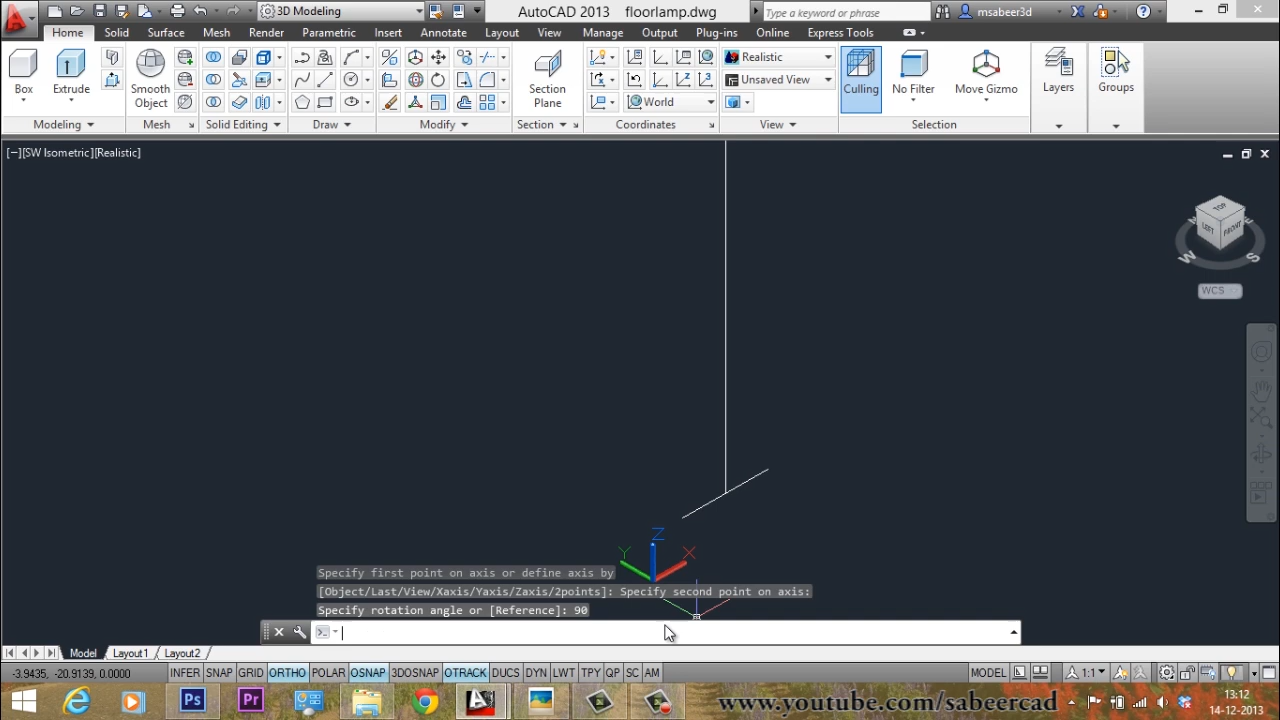 3D Modeling
AutoCAD 2013 floorlamp.dwg
Type a keyword or phrase
msabeer3d
Home Solid Surface Mesh Render Parametric Insert Annotate Layout View Manage Output Plug-ins Online Express Tools
Box
Extrude
Smooth
Object
Section
Plane
Realistic
Unsaved View
World
Culling
No Filter
Move Gizmo
Layers
Groups
Modeling Mesh Solid Editing Draw Modify Section Coordinates View Selection
[−][SW Isometric][Realistic]
TOP
LEFT
FRONT
N
E
W
S
WCS
Z
Y
X
Specify first point on axis or define axis by
[Object/Last/View/Xaxis/Yaxis/Zaxis/2points]: Specify second point on axis:
Specify rotation angle or [Reference]: 90
Model Layout1 Layout2
-3.9435, -20.9139, 0.0000 INFER SNAP GRID ORTHO POLAR OSNAP 3DOSNAP OTRACK DUCS DYN LWT TPY QP SC AM MODEL 1:1
Ps
Pr
www.youtube.com/sabeercad
13:12
14-12-2013